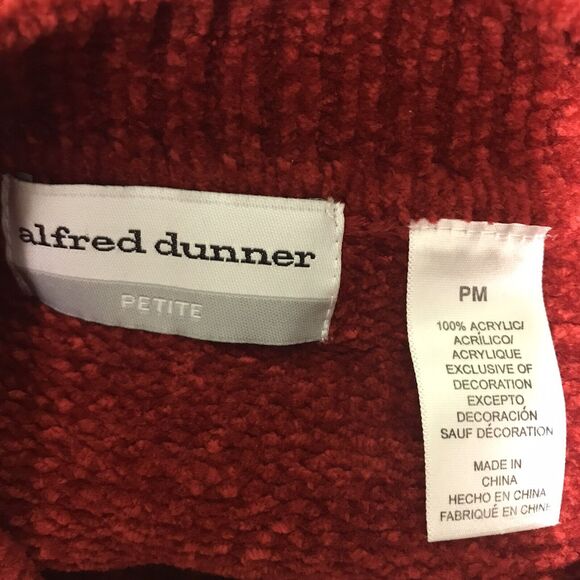 alfred dunner
PETITE
PM
100% ACRYLIC/
ACRÍLICO/
ACRYLIQUE
EXCLUSIVE OF
DECORATION
EXCEPTO
DECORACIÓN
SAUF DÉCORATION
MADE IN
CHINA
HECHO EN CHINA
FABRIQUÉ EN CHINE